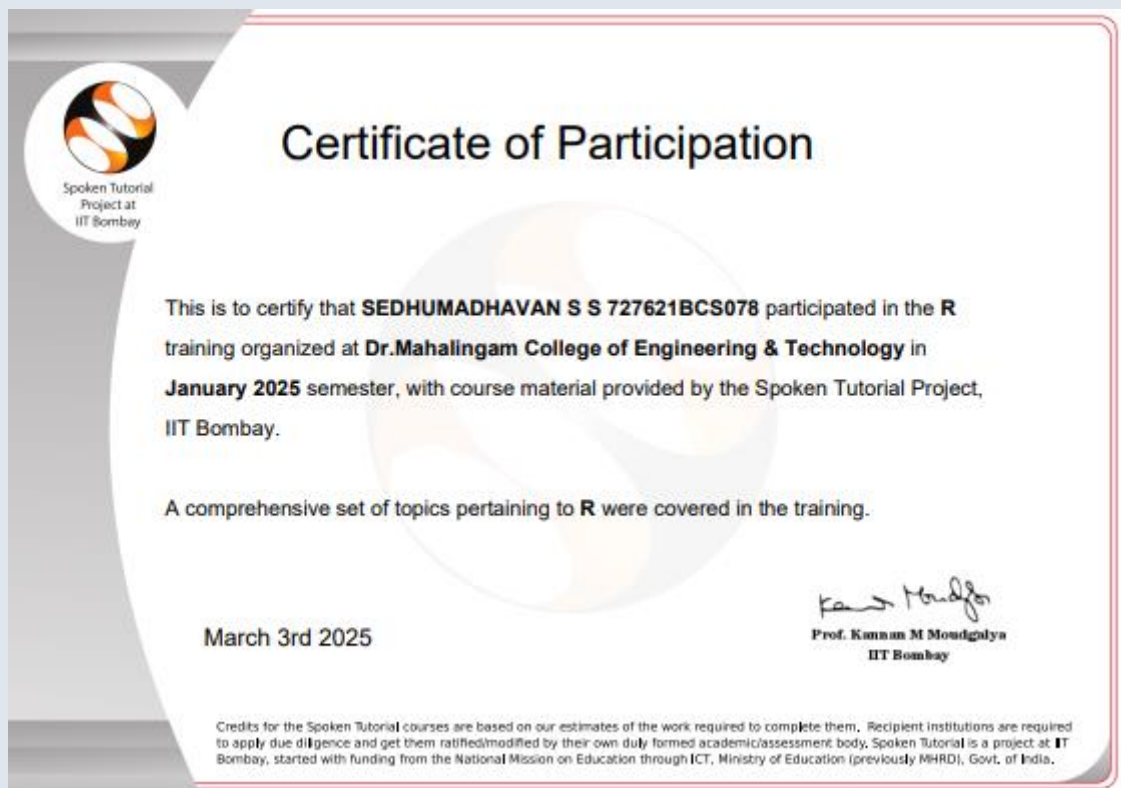 Spoken Tutorial
Project at
IIT Bombay
Certificate of Participation
This is to certify that SEDHUMADHAVAN S S 727621BCS078 participated in the R
training organized at Dr.Mahalingam College of Engineering & Technology in
January 2025 semester, with course material provided by the Spoken Tutorial Project,
IIT Bombay.
A comprehensive set of topics pertaining to R were covered in the training.
March 3rd 2025
Prof. Kannan M Moudgalya
IIT Bombay
Credits for the Spoken Tutorial courses are based on our estimates of the work required to complete them. Recipient institutions are required
to apply due diligence and get them ratified/modified by their own duly formed academic/assessment body. Spoken Tutorial is a project at IIT
Bombay, started with funding from the National Mission on Education through ICT, Ministry of Education (previously MHRD), Govt. of India.